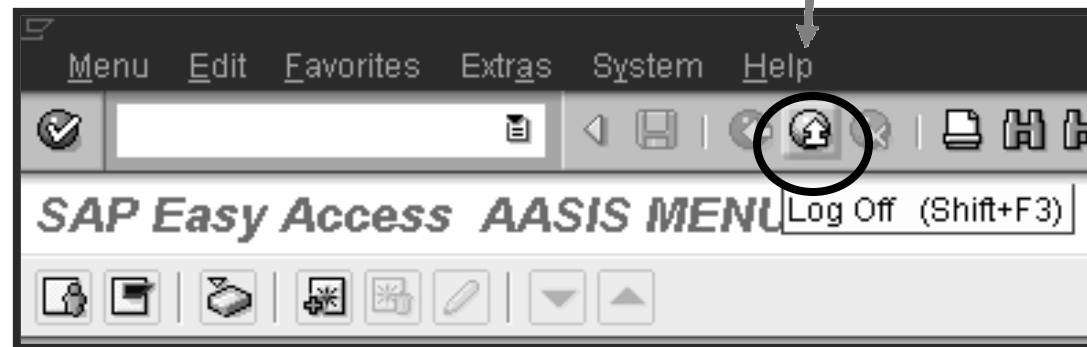 Menu Edit Favorites Extras System Help
SAP Easy Access AASIS MENU
Log Off (Shift+F3)